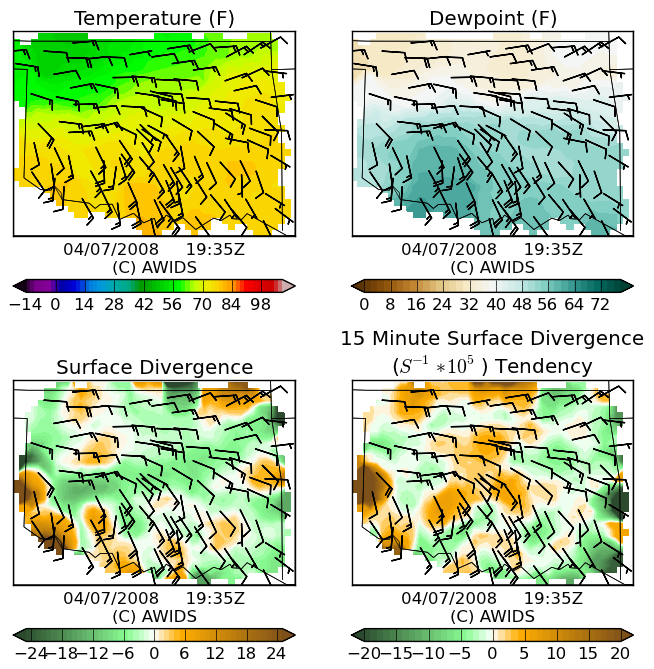 Temperature (F)
Dewpoint (F)
04/07/2008 19:35Z
(C) AWIDS
04/07/2008 19:35Z
(C) AWIDS
−14 0 14 28 42 56 70 84 98
0 8 16 24 32 40 48 56 64 72
15 Minute Surface Divergence
Surface Divergence
(S⁻¹ *10⁵ ) Tendency
04/07/2008 19:35Z
(C) AWIDS
04/07/2008 19:35Z
(C) AWIDS
−24 −18 −12 −6 0 6 12 18 24
−20 −15 −10 −5 0 5 10 15 20